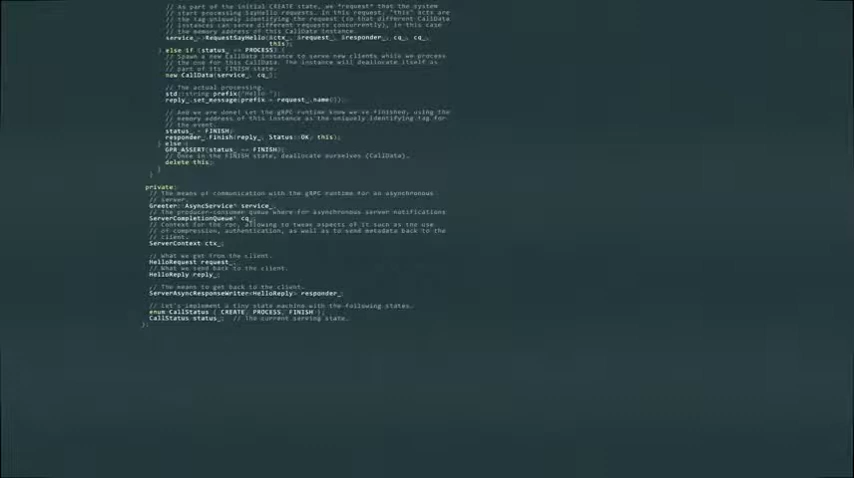 // As part of the initial CREATE state, we *request* that the system
// start processing SayHello requests. In this request, "this" acts are
// the tag uniquely identifying the request (so that different CallData
// instances can serve different requests concurrently), in this case
// the memory address of this CallData instance.
service_->RequestSayHello(&ctx_, &request_, &responder_, cq_, cq_,
this);
} else if (status_ == PROCESS) {
// Spawn a new CallData instance to serve new clients while we process
// the one for this CallData. The instance will deallocate itself as
// part of its FINISH state.
new CallData(service_, cq_);
// The actual processing.
std::string prefix("Hello ");
reply_.set_message(prefix + request_.name());
// And we are done! Let the gRPC runtime know we've finished, using the
// memory address of this instance as the uniquely identifying tag for
// the event.
status_ = FINISH;
responder_.Finish(reply_, Status::OK, this);
} else {
GPR_ASSERT(status_ == FINISH);
// Once in the FINISH state, deallocate ourselves (CallData).
delete this;
}
}
private:
// The means of communication with the gRPC runtime for an asynchronous
// server.
Greeter::AsyncService* service_;
// The producer-consumer queue where for asynchronous server notifications
ServerCompletionQueue* cq_;
// Context for the rpc, allowing to tweak aspects of it such as the use
// of compression, authentication, as well as to send metadata back to the
// client.
ServerContext ctx_;
// What we get from the client.
HelloRequest request_;
// What we send back to the client.
HelloReply reply_;
// The means to get back to the client.
ServerAsyncResponseWriter<HelloReply> responder_;
// Let's implement a tiny state machine with the following states.
enum CallStatus { CREATE, PROCESS, FINISH };
CallStatus status_; // The current serving state.
};